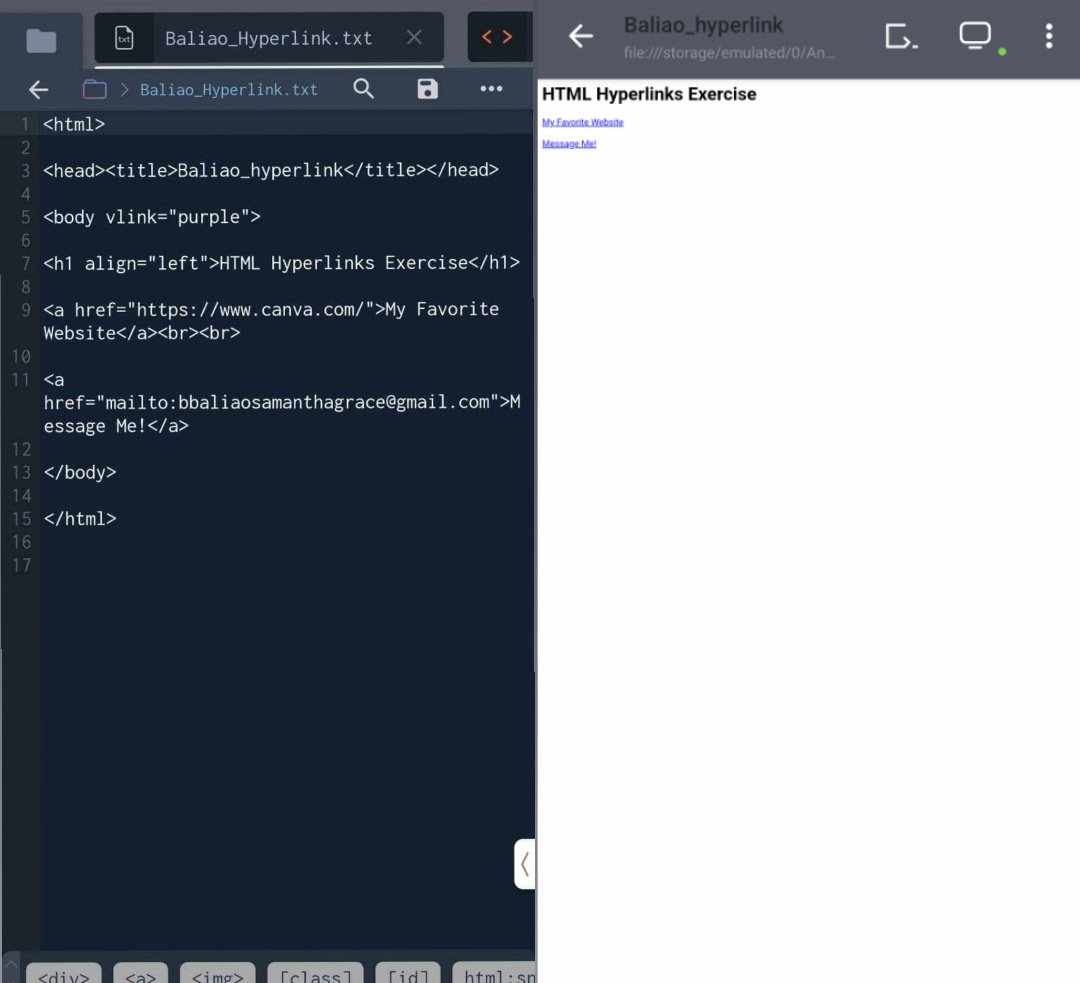 Baliao_Hyperlink.txt
< >
Baliao_Hyperlink.txt
1 <html>
2
3 <head><title>Baliao_hyperlink</title></head>
4
5 <body vlink="purple">
6
7 <h1 align="left">HTML Hyperlinks Exercise</h1>
8
9 <a href="https://www.canva.com/">My Favorite
Website</a><br><br>
10
11 <a
href="mailto:bbaliaosamanthagrace@gmail.com">M
essage Me!</a>
12
13 </body>
14
15 </html>
16
17
<div> <a> <img> [class] [id] html:sn
Baliao_hyperlink
file:///storage/emulated/0/An...
HTML Hyperlinks Exercise
My Favorite Website
Message Me!